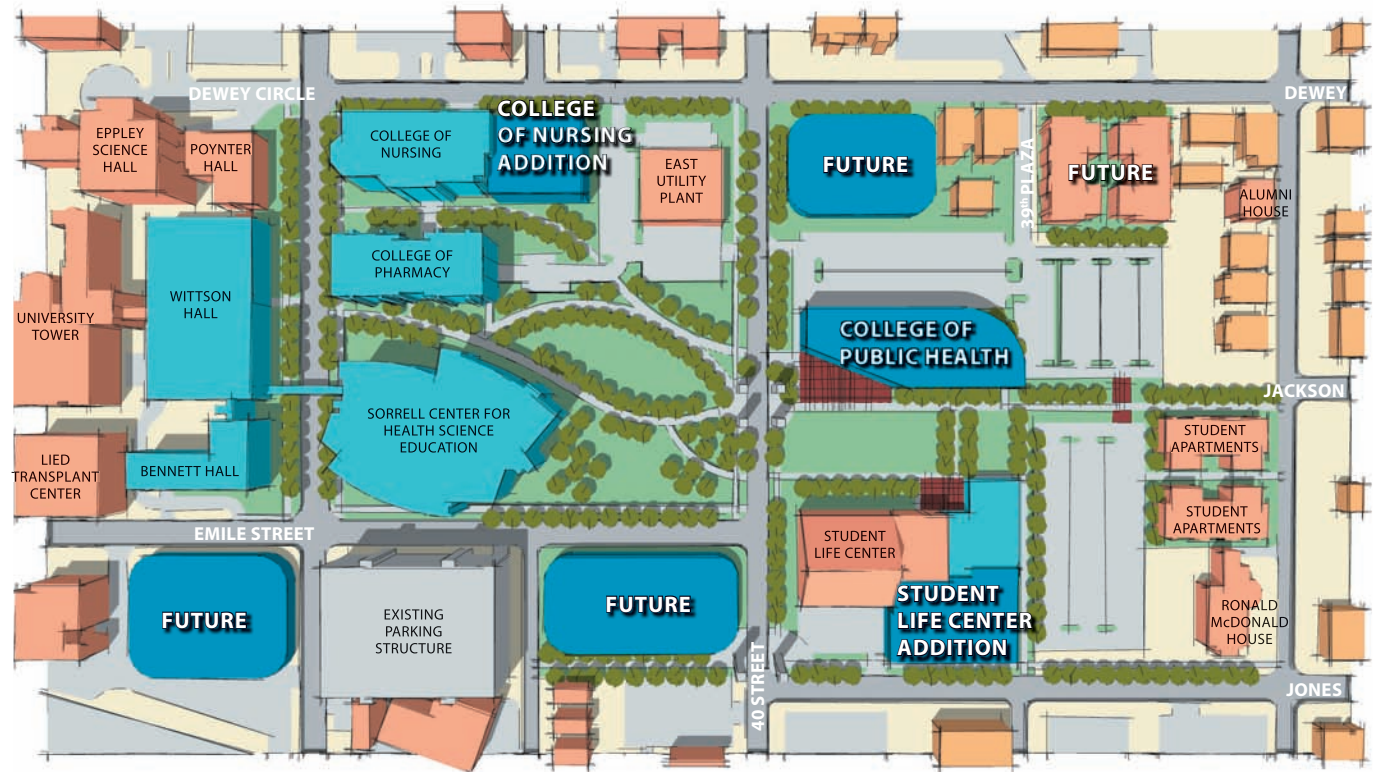 DEWEY CIRCLE
DEWEY
COLLEGE
OF NURSING
ADDITION
COLLEGE OF
NURSING
EPPLEY
SCIENCE
HALL
POYNTER
HALL
EAST
UTILITY
PLANT
FUTURE
39th PLAZA
FUTURE
ALUMNI
HOUSE
COLLEGE OF
PHARMACY
WITTSON
HALL
UNIVERSITY
TOWER
COLLEGE OF
PUBLIC HEALTH
JACKSON
SORRELL CENTER FOR
HEALTH SCIENCE
EDUCATION
STUDENT
APARTMENTS
LIED
TRANSPLANT
CENTER
BENNETT HALL
STUDENT
APARTMENTS
EMILE STREET
STUDENT
LIFE CENTER
FUTURE
EXISTING
PARKING
STRUCTURE
FUTURE
STUDENT
LIFE CENTER
ADDITION
RONALD
McDONALD
HOUSE
40 STREET
JONES